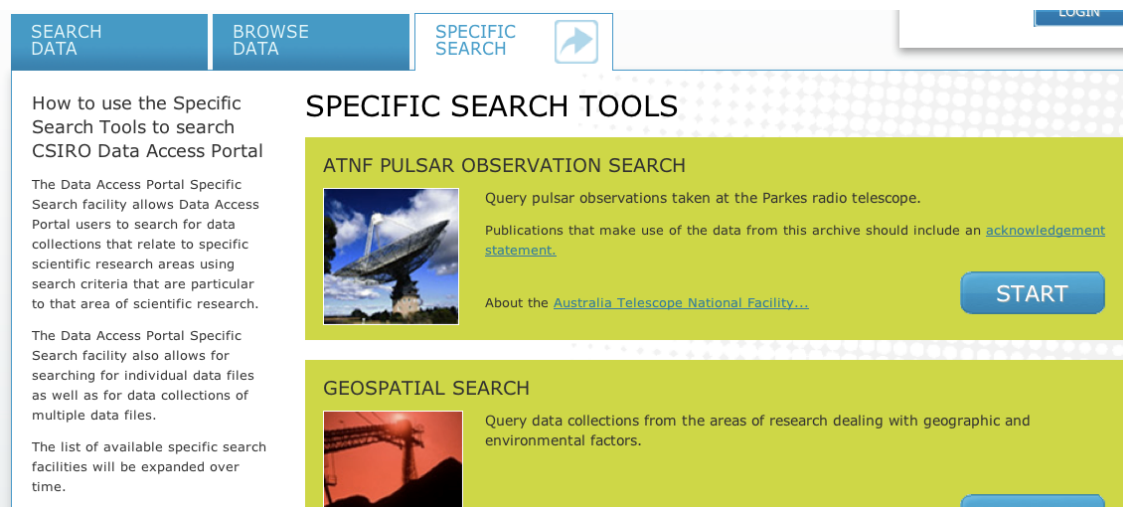 SEARCH
DATA
BROWSE
DATA
SPECIFIC
SEARCH
LOGIN
How to use the Specific
Search Tools to search
CSIRO Data Access Portal
The Data Access Portal Specific
Search facility allows Data Access
Portal users to search for data
collections that relate to specific
scientific research areas using
search criteria that are particular
to that area of scientific research.
The Data Access Portal Specific
Search facility also allows for
searching for individual data files
as well as for data collections of
multiple data files.
The list of available specific search
facilities will be expanded over
time.
SPECIFIC SEARCH TOOLS
ATNF PULSAR OBSERVATION SEARCH
Query pulsar observations taken at the Parkes radio telescope.
Publications that make use of the data from this archive should include an acknowledgement
statement.
About the Australia Telescope National Facility...
START
GEOSPATIAL SEARCH
Query data collections from the areas of research dealing with geographic and
environmental factors.